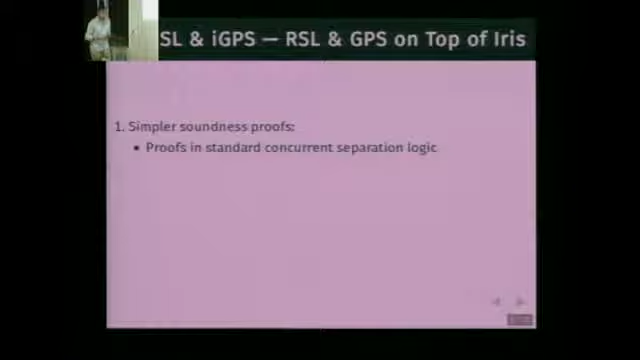 SL & iGPS — RSL & GPS on Top of Iris
1. Simpler soundness proofs:
• Proofs in standard concurrent separation logic